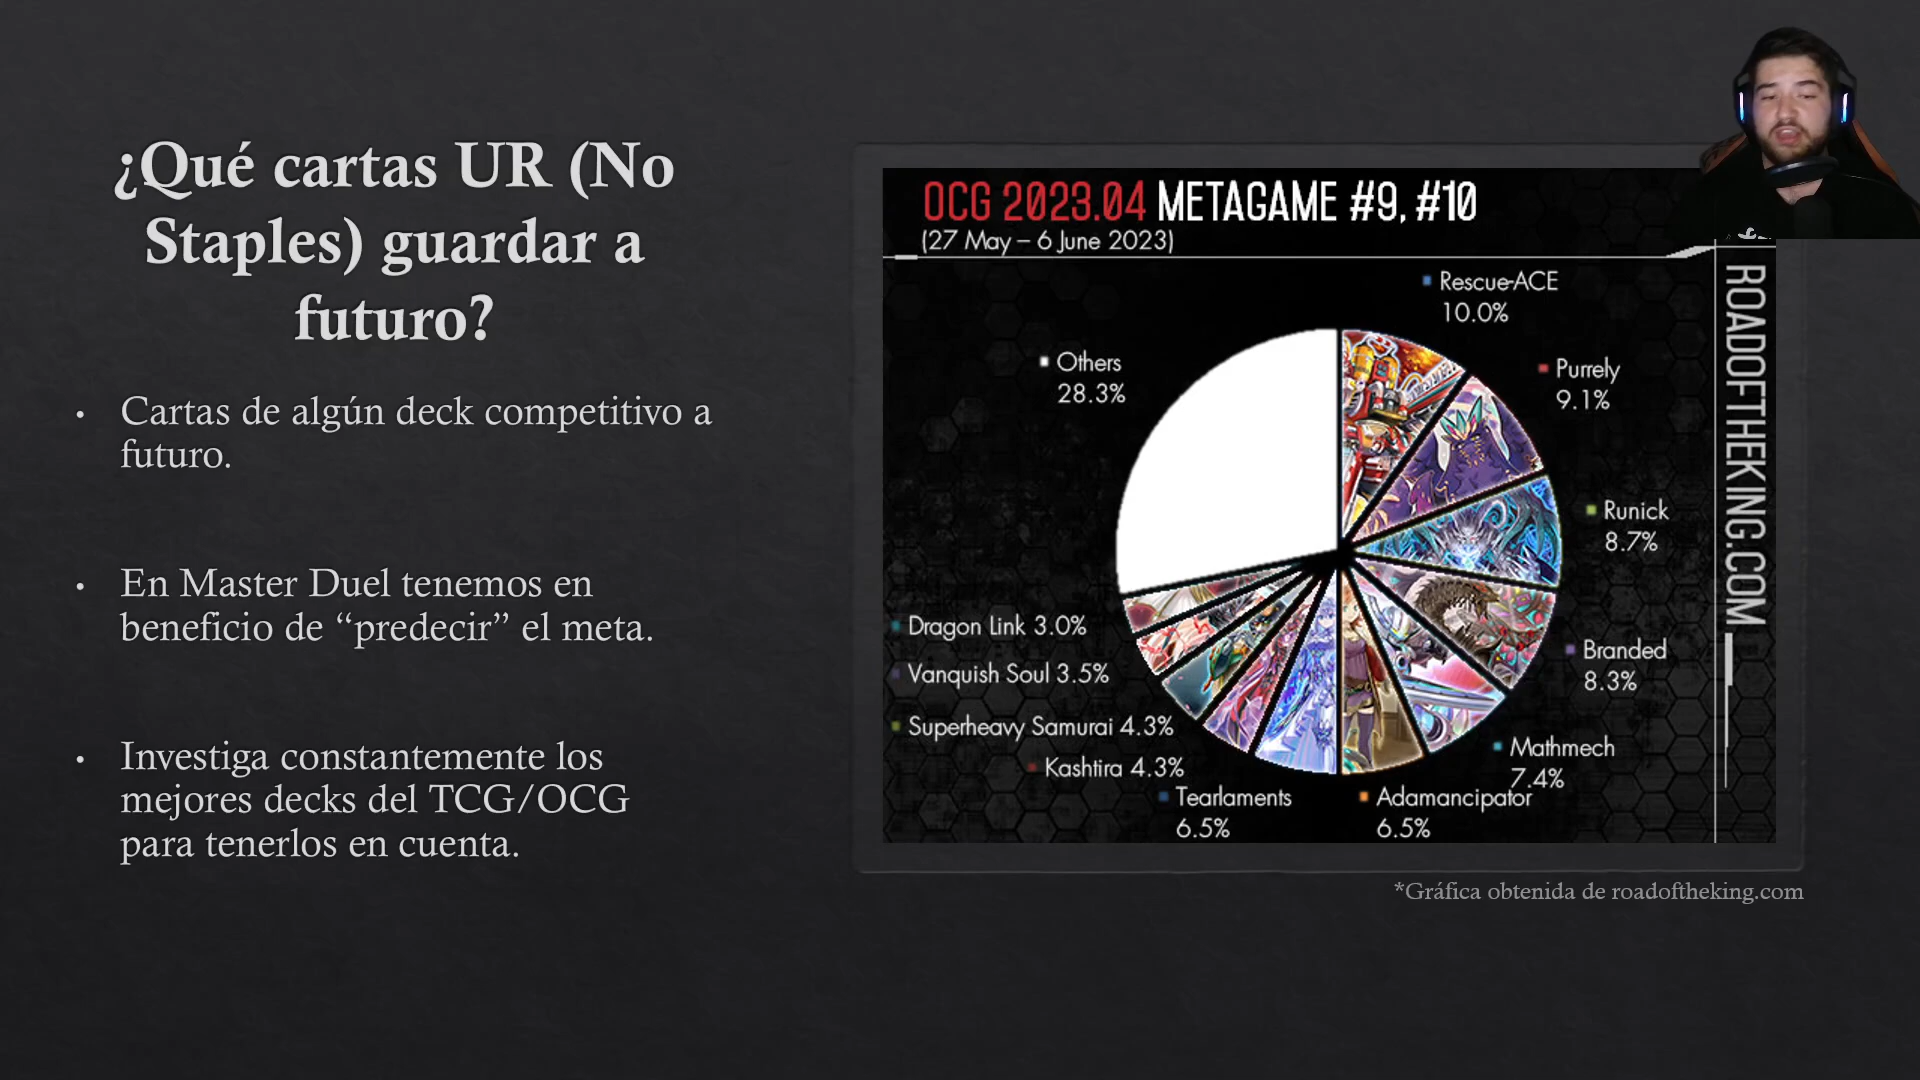 ¿Qué cartas UR (No
Staples) guardar a
futuro?
• Cartas de algún deck competitivo a
futuro.
• En Master Duel tenemos en
beneficio de “predecir” el meta.
• Investiga constantemente los
mejores decks del TCG/OCG
para tenerlos en cuenta.
OCG 2023.04 METAGAME #9, #10
(27 May – 6 June 2023)
Rescue-ACE
10.0%
Purrely
9.1%
Runick
8.7%
Branded
8.3%
Mathmech
7.4%
Adamancipator
6.5%
Tearlaments
6.5%
Kashtira 4.3%
Superheavy Samurai 4.3%
Vanquish Soul 3.5%
Dragon Link 3.0%
Others
28.3%
ROADOFTHEKING.COM
*Gráfica obtenida de roadoftheking.com